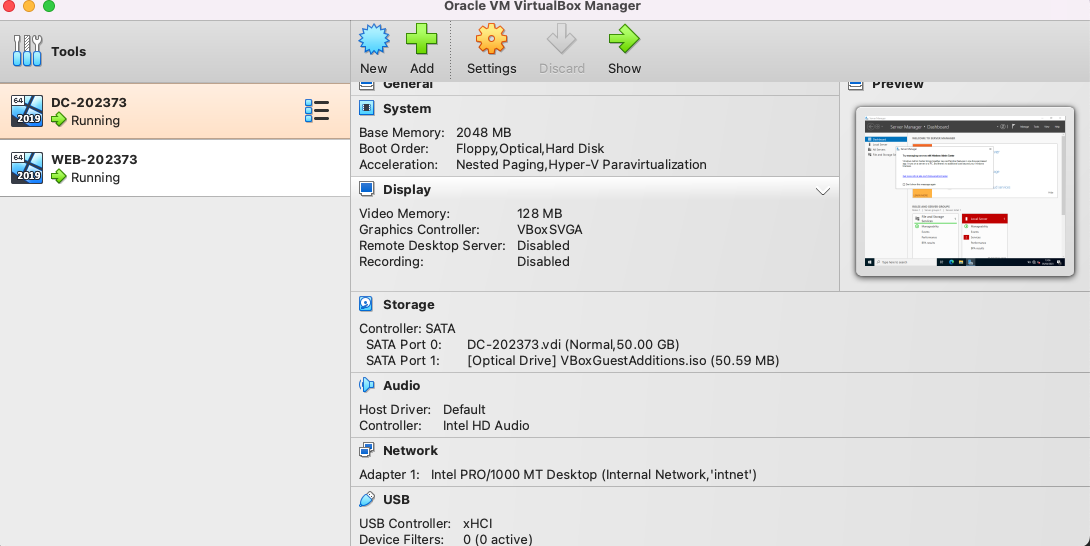 Oracle VM VirtualBox Manager
Tools
New
Add
Settings
Discard
Show
64
2019
DC-202373
Running
64
2019
WEB-202373
Running
General
System
Base Memory: 2048 MB
Boot Order: Floppy,Optical,Hard Disk
Acceleration: Nested Paging,Hyper-V Paravirtualization
Display
Video Memory: 128 MB
Graphics Controller: VBoxSVGA
Remote Desktop Server: Disabled
Recording: Disabled
Storage
Controller: SATA
SATA Port 0: DC-202373.vdi (Normal,50.00 GB)
SATA Port 1: [Optical Drive] VBoxGuestAdditions.iso (50.59 MB)
Audio
Host Driver: Default
Controller: Intel HD Audio
Network
Adapter 1: Intel PRO/1000 MT Desktop (Internal Network,'intnet')
USB
USB Controller: xHCI
Device Filters: 0 (0 active)
Preview
Server Manager
Dashboard